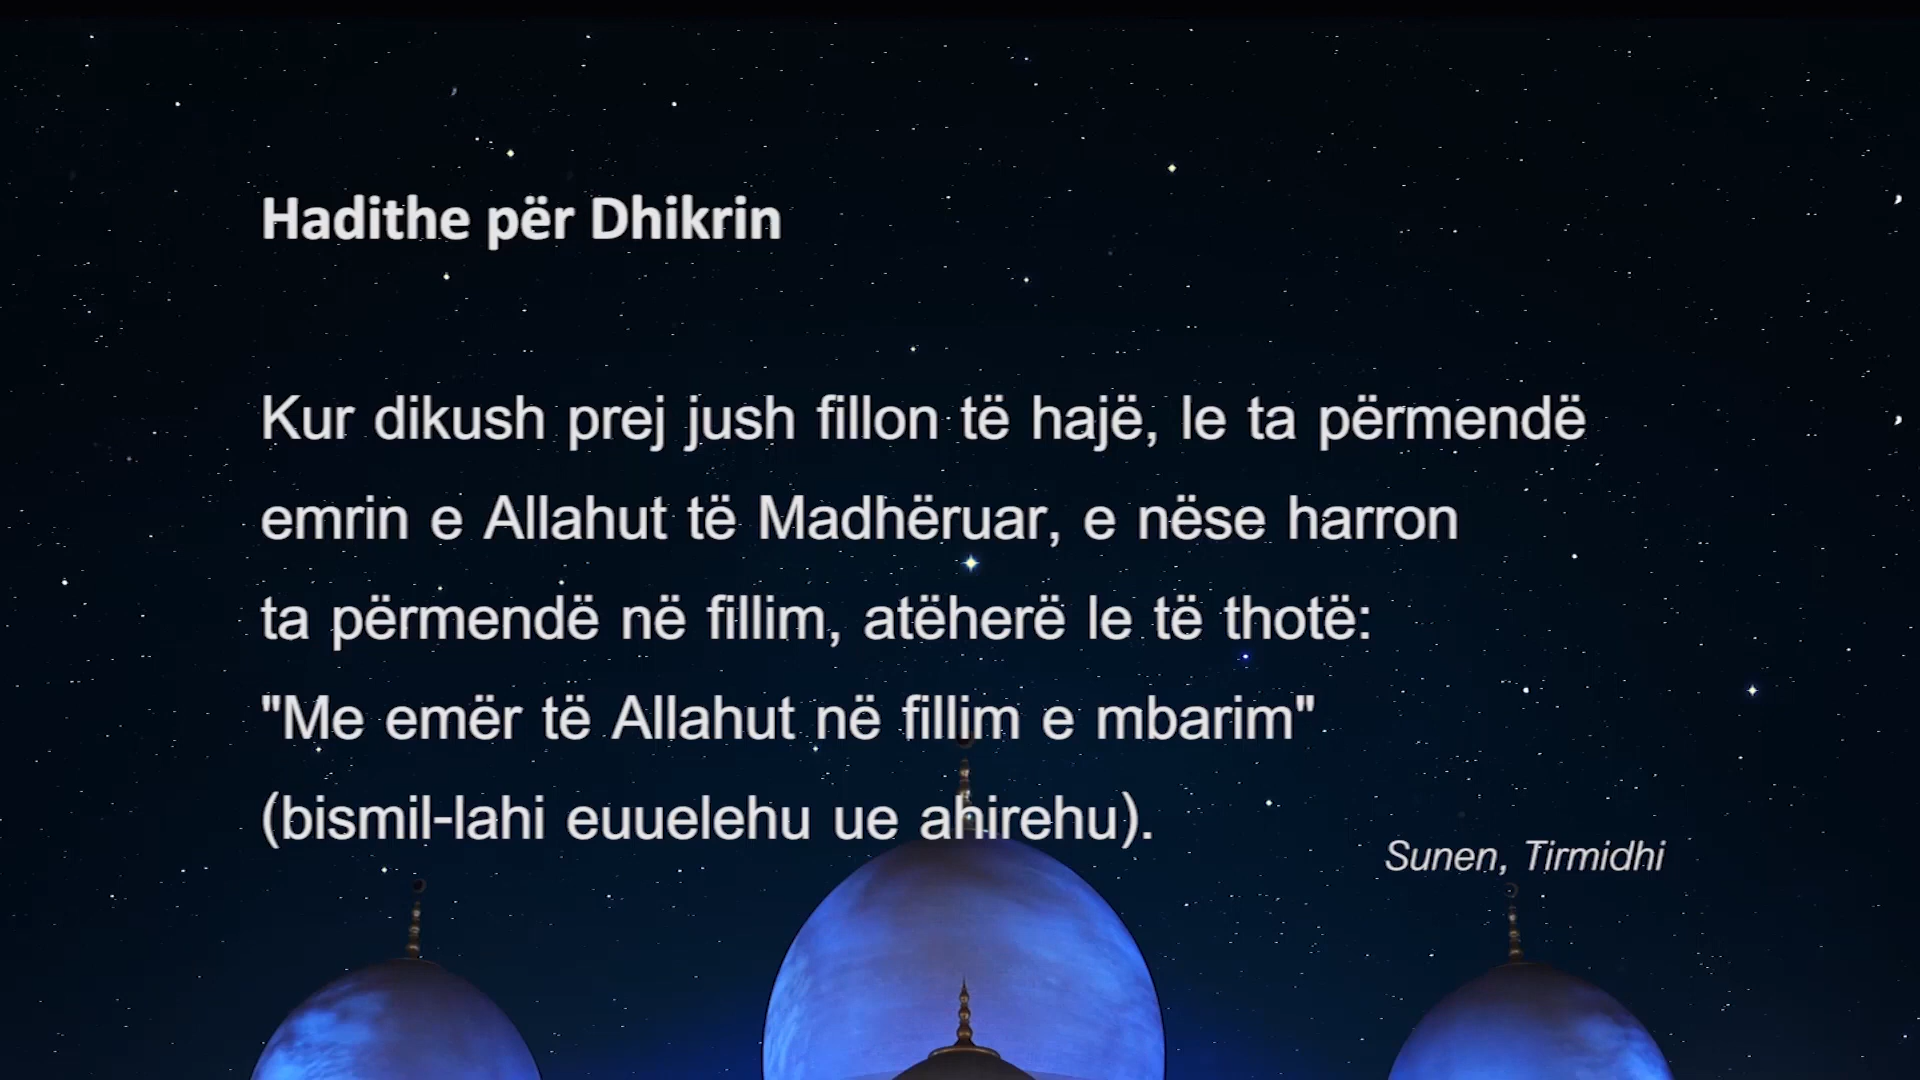 Hadithe për Dhikrin
Kur dikush prej jush fillon të hajë, le ta përmendë
emrin e Allahut të Madhëruar, e nëse harron
ta përmendë në fillim, atëherë le të thotë:
"Me emër të Allahut në fillim e mbarim"
(bismil-lahi euuelehu ue ahirehu).
Sunen, Tirmidhi